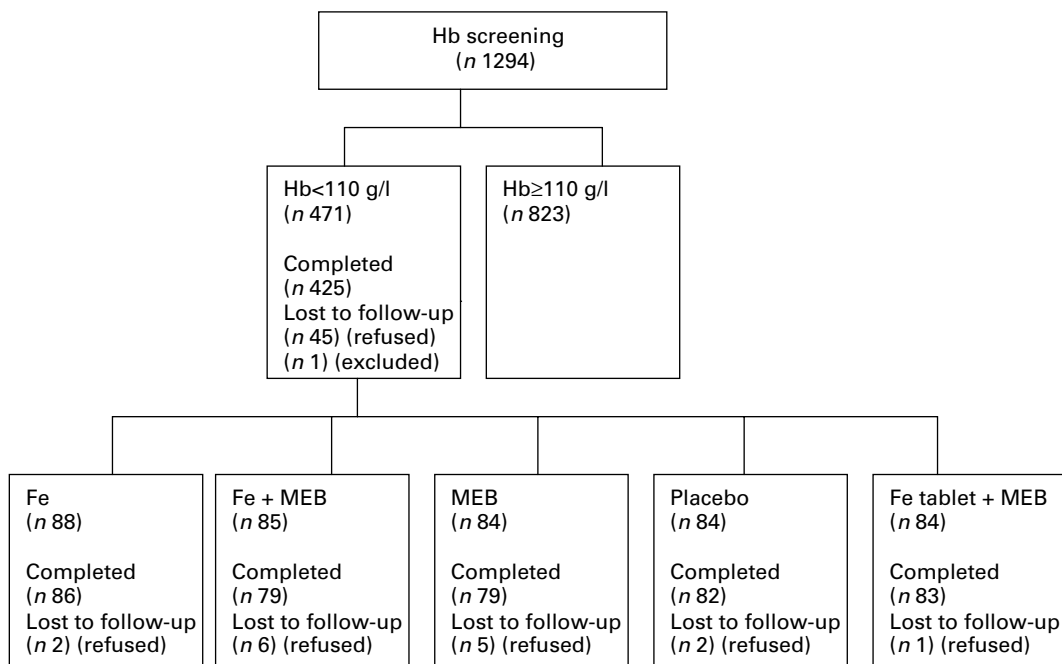 Hb screening
(n 1294)
Hb<110 g/l
(n 471)
Completed
(n 425)
Lost to follow-up
(n 45) (refused)
(n 1) (excluded)
Hb≥110 g/l
(n 823)
Fe
(n 88)
Completed
(n 86)
Lost to follow-up
(n 2) (refused)
Fe + MEB
(n 85)
Completed
(n 79)
Lost to follow-up
(n 6) (refused)
MEB
(n 84)
Completed
(n 79)
Lost to follow-up
(n 5) (refused)
Placebo
(n 84)
Completed
(n 82)
Lost to follow-up
(n 2) (refused)
Fe tablet + MEB
(n 84)
Completed
(n 83)
Lost to follow-up
(n 1) (refused)